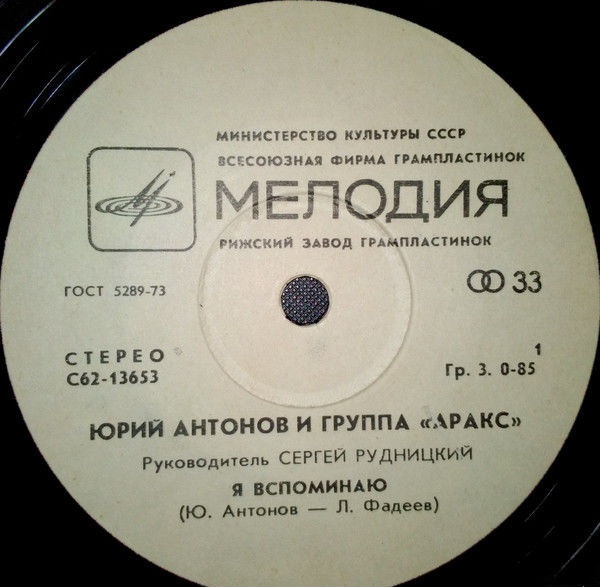 МИНИСТЕРСТВО КУЛЬТУРЫ СССР
ВСЕСОЮЗНАЯ ФИРМА ГРАМПЛАСТИНОК
МЕЛОДИЯ
РИЖСКИЙ ЗАВОД ГРАМПЛАСТИНОК
ГОСТ 5289-73
33
СТЕРЕО
С62-13653
1
Гр. 3. 0-85
ЮРИЙ АНТОНОВ И ГРУППА «АРАКС»
Руководитель СЕРГЕЙ РУДНИЦКИЙ
Я ВСПОМИНАЮ
(Ю. Антонов — Л. Фадеев)